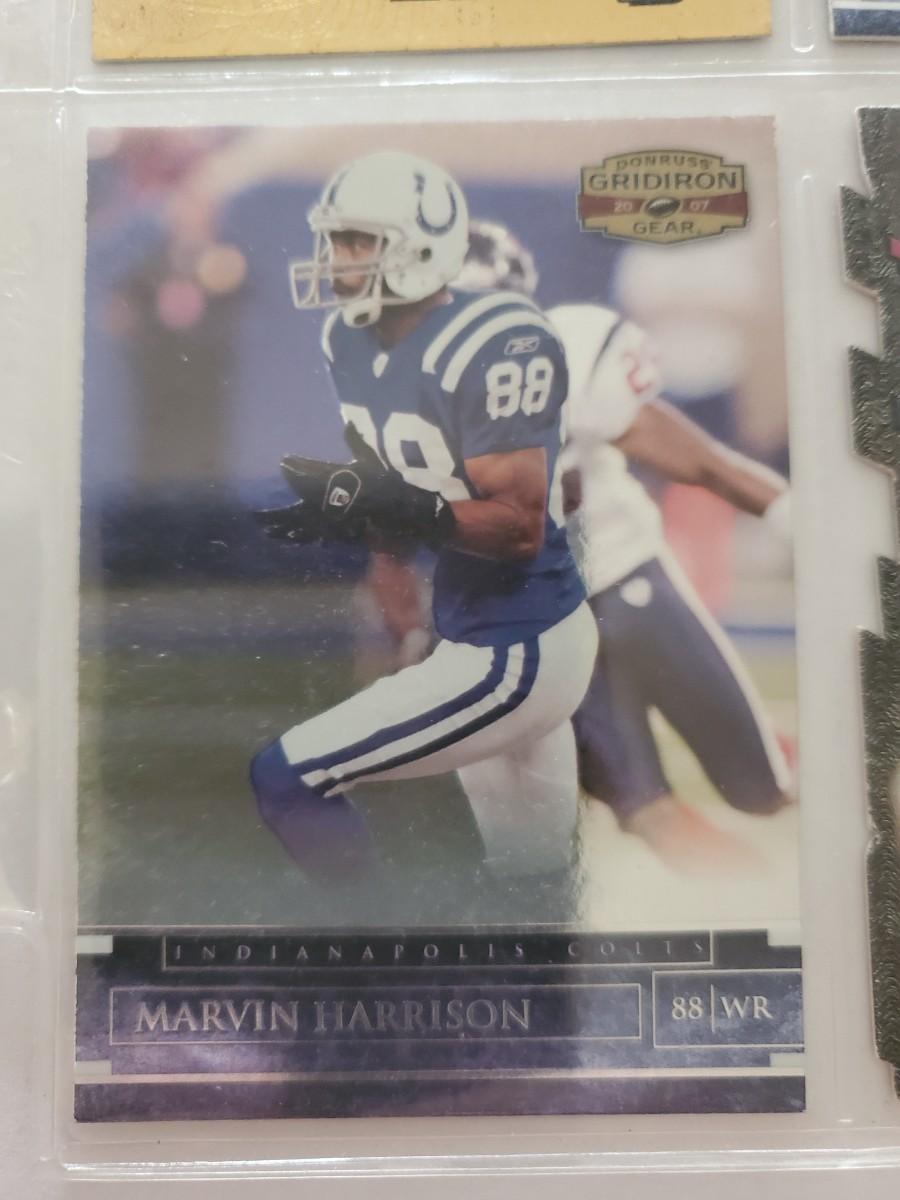 DONRUSS
GRIDIRON
20 07
GEAR
88
88
INDIANAPOLIS COLTS
MARVIN HARRISON
88|WR